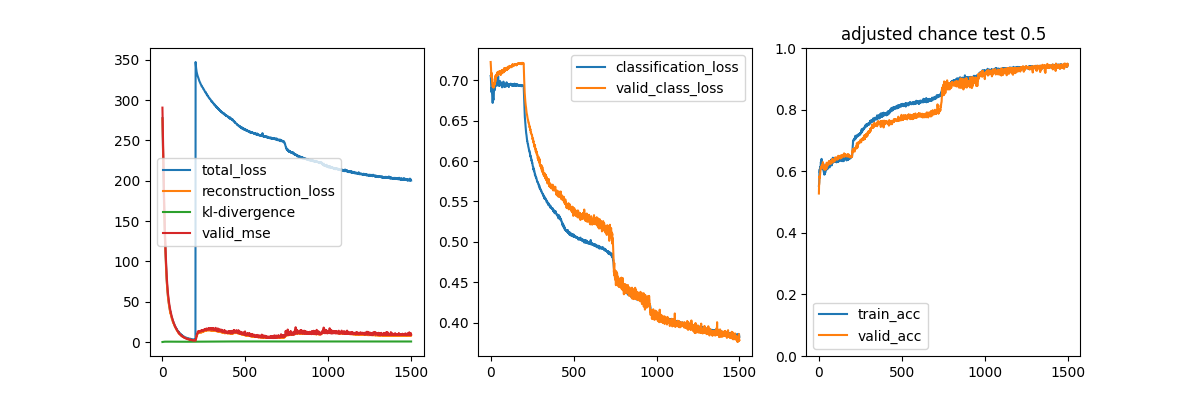 adjusted chance test 0.5
350
300
250
200
150
100
50
0
total_loss
reconstruction_loss
kl-divergence
valid_mse
0 500 1000 1500
0.70
0.65
0.60
0.55
0.50
0.45
0.40
classification_loss
valid_class_loss
0 500 1000 1500
1.0
0.8
0.6
0.4
0.2
0.0
train_acc
valid_acc
0 500 1000 1500